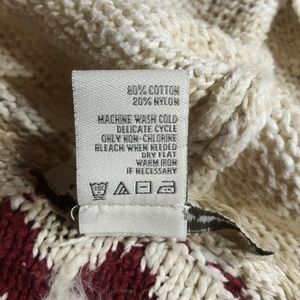 80% COTTON
20% NYLON
MACHINE WASH COLD
DELICATE CYCLE
ONLY NON-CHLORINE
BLEACH WHEN NEEDED
DRY FLAT
WARM IRON
IF NECESSARY